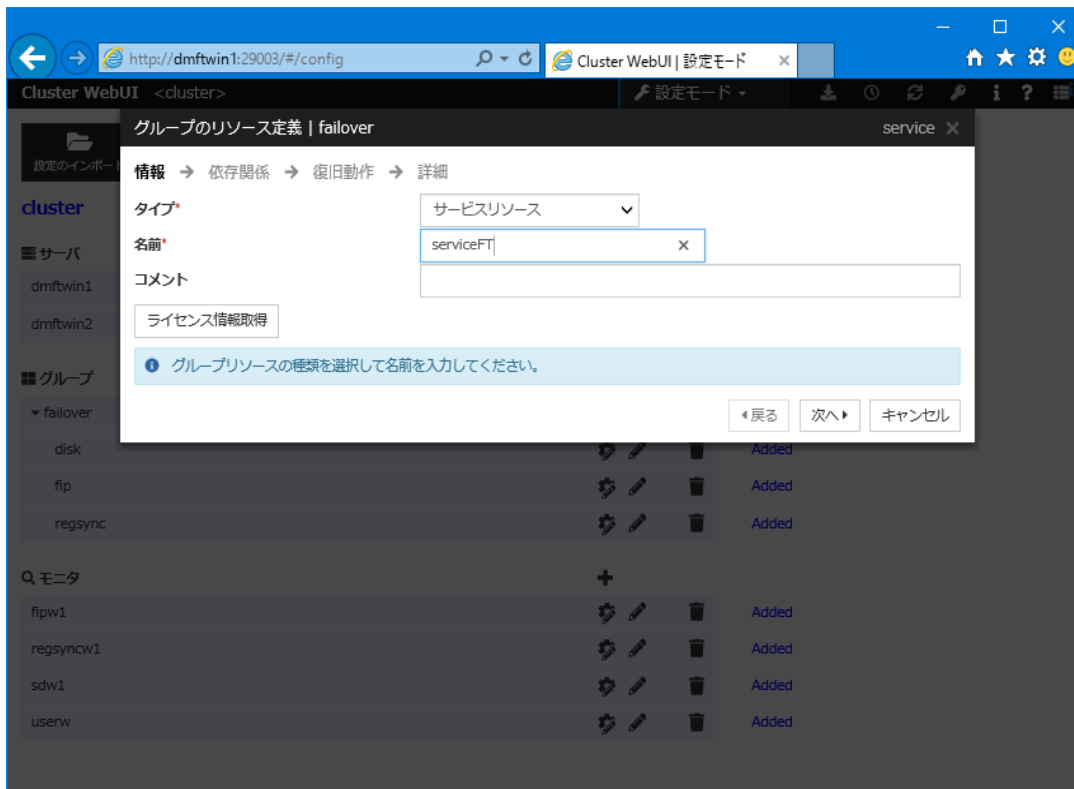 http://dmftwin1:29003/#/config
Cluster WebUI | 設定モード
Cluster WebUI <cluster>
設定モード
グループのリソース定義 | failover
service
設定のインポート
情報 → 依存関係 → 復旧動作 → 詳細
cluster
タイプ*
サービスリソース
サーバ
名前*
serviceFT
コメント
dmftwin1
ライセンス情報取得
dmftwin2
グループリソースの種類を選択して名前を入力してください。
グループ
failover
戻る
次へ
キャンセル
disk
Added
fip
Added
regsync
Added
モニタ
fipw1
Added
regsyncw1
Added
sdw1
Added
userw
Added